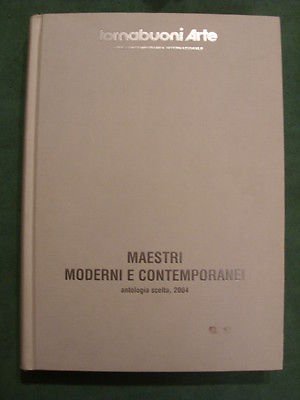 Tornabuoni Arte
MAESTRI
MODERNI E CONTEMPORANEI
antologia scelta, 2004